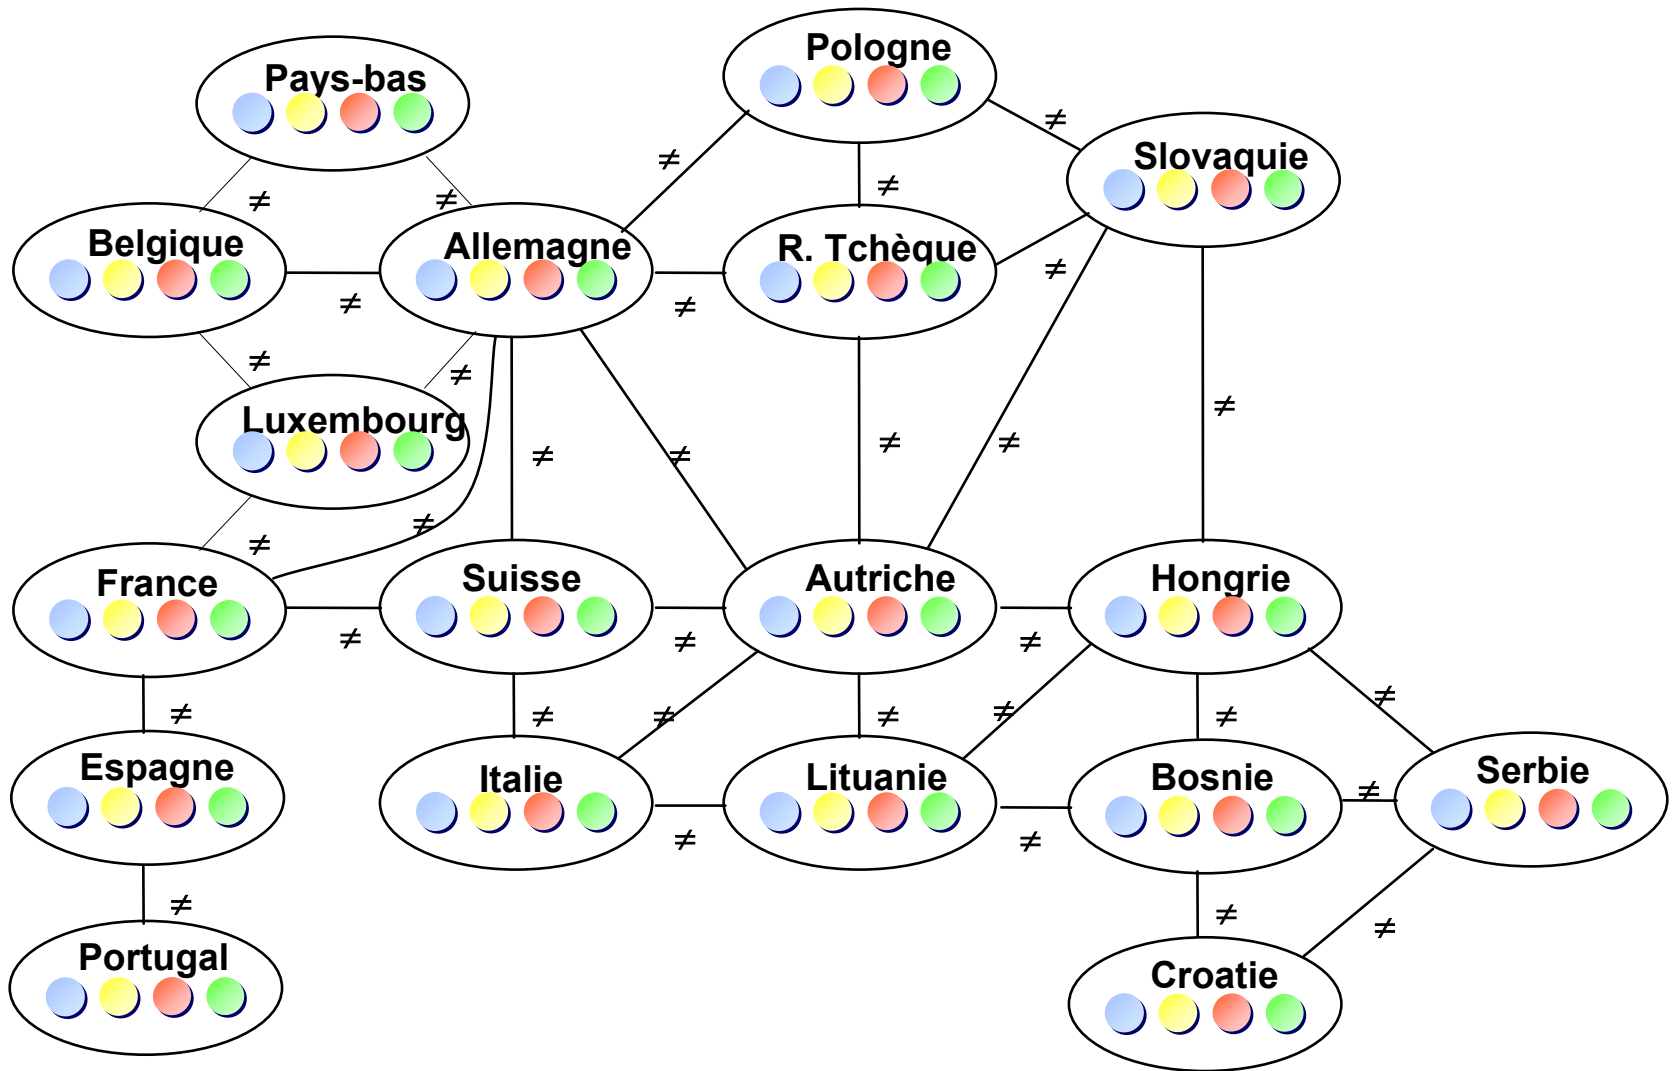 Pologne
Pays-bas
≠
Slovaquie
≠
≠
≠
≠
Belgique
Allemagne
R. Tchèque
≠
≠
≠
≠
≠
≠
Luxembourg
≠
≠
≠
≠
≠
≠
≠
France
Suisse
Autriche
Hongrie
≠
≠
≠
≠
≠
≠
≠
≠
≠
≠
Espagne
Italie
Lituanie
Bosnie
Serbie
≠
≠
≠
≠
≠
≠
Portugal
Croatie